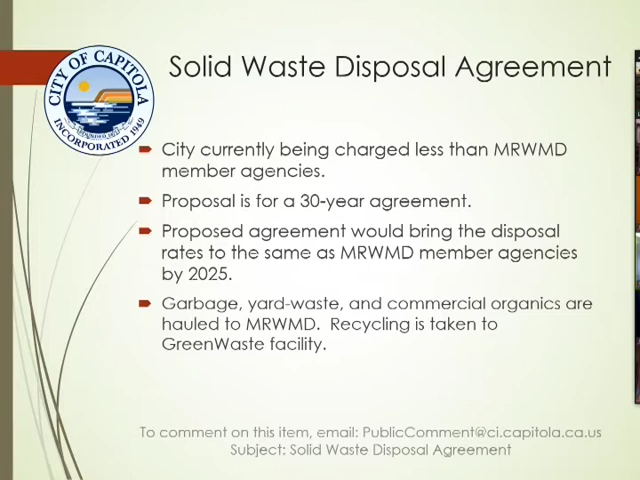 CITY OF CAPITOLA
INCORPORATED 1949
Solid Waste Disposal Agreement
City currently being charged less than MRWMD
member agencies.
Proposal is for a 30-year agreement.
Proposed agreement would bring the disposal
rates to the same as MRWMD member agencies
by 2025.
Garbage, yard-waste, and commercial organics are
hauled to MRWMD. Recycling is taken to
GreenWaste facility.
To comment on this item, email: PublicComment@ci.capitola.ca.us
Subject: Solid Waste Disposal Agreement